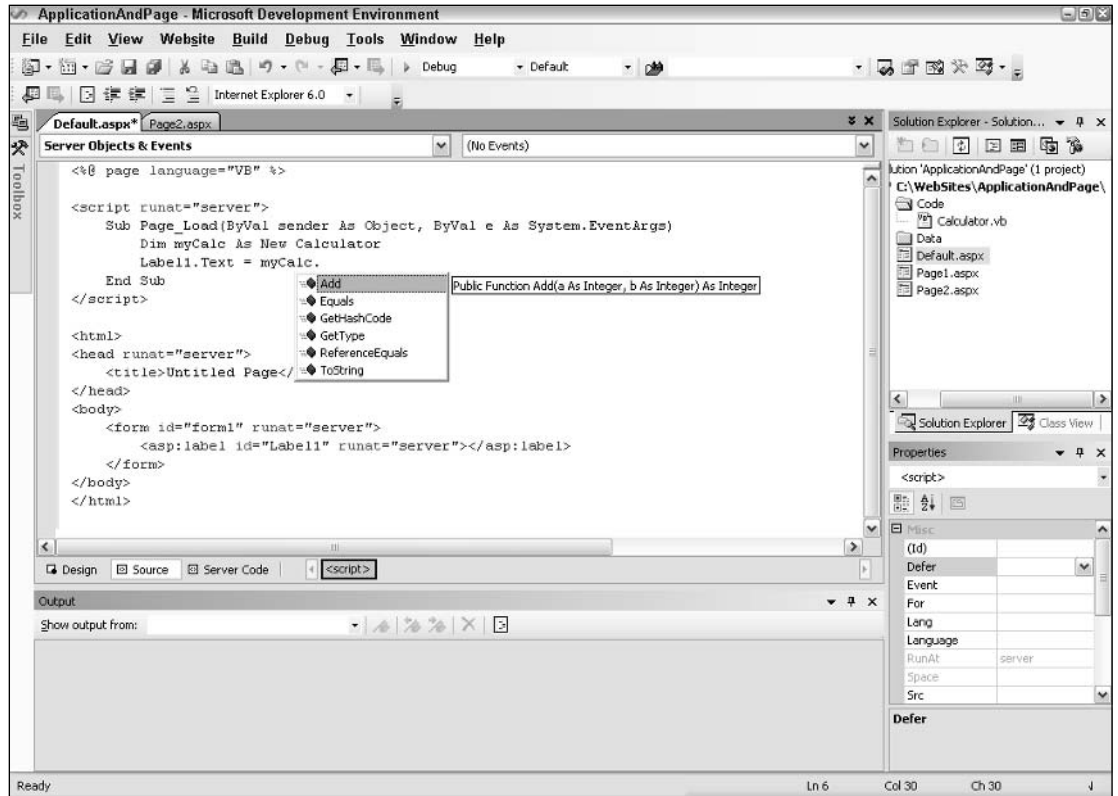 ApplicationAndPage - Microsoft Development Environment
File Edit View Website Build Debug Tools Window Help
Debug Default
Internet Explorer 6.0
Toolbox
Default.aspx* Page2.aspx
Server Objects & Events (No Events)
<%@ page language="VB" %>
<script runat="server">
Sub Page_Load(ByVal sender As Object, ByVal e As System.EventArgs)
Dim myCalc As New Calculator
Label1.Text = myCalc.
End Sub
</script>
<html>
<head runat="server">
<title>Untitled Page</
</head>
<body>
<form id="form1" runat="server">
<asp:label id="Label1" runat="server"></asp:label>
</form>
</body>
</html>
Add
Equals
GetHashCode
GetType
ReferenceEquals
ToString
Public Function Add(a As Integer, b As Integer) As Integer
Design Source Server Code <script>
Output
Show output from:
Solution Explorer - Solution...
lution 'ApplicationAndPage' (1 project)
C:\WebSites\ApplicationAndPage\
Code
Calculator.vb
Data
Default.aspx
Page1.aspx
Page2.aspx
Solution Explorer Class View
Properties
<script>
Misc
(Id)
Defer
Event
For
Lang
Language
RunAt server
Space
Src
Defer
Ready Ln 6 Col 30 Ch 30